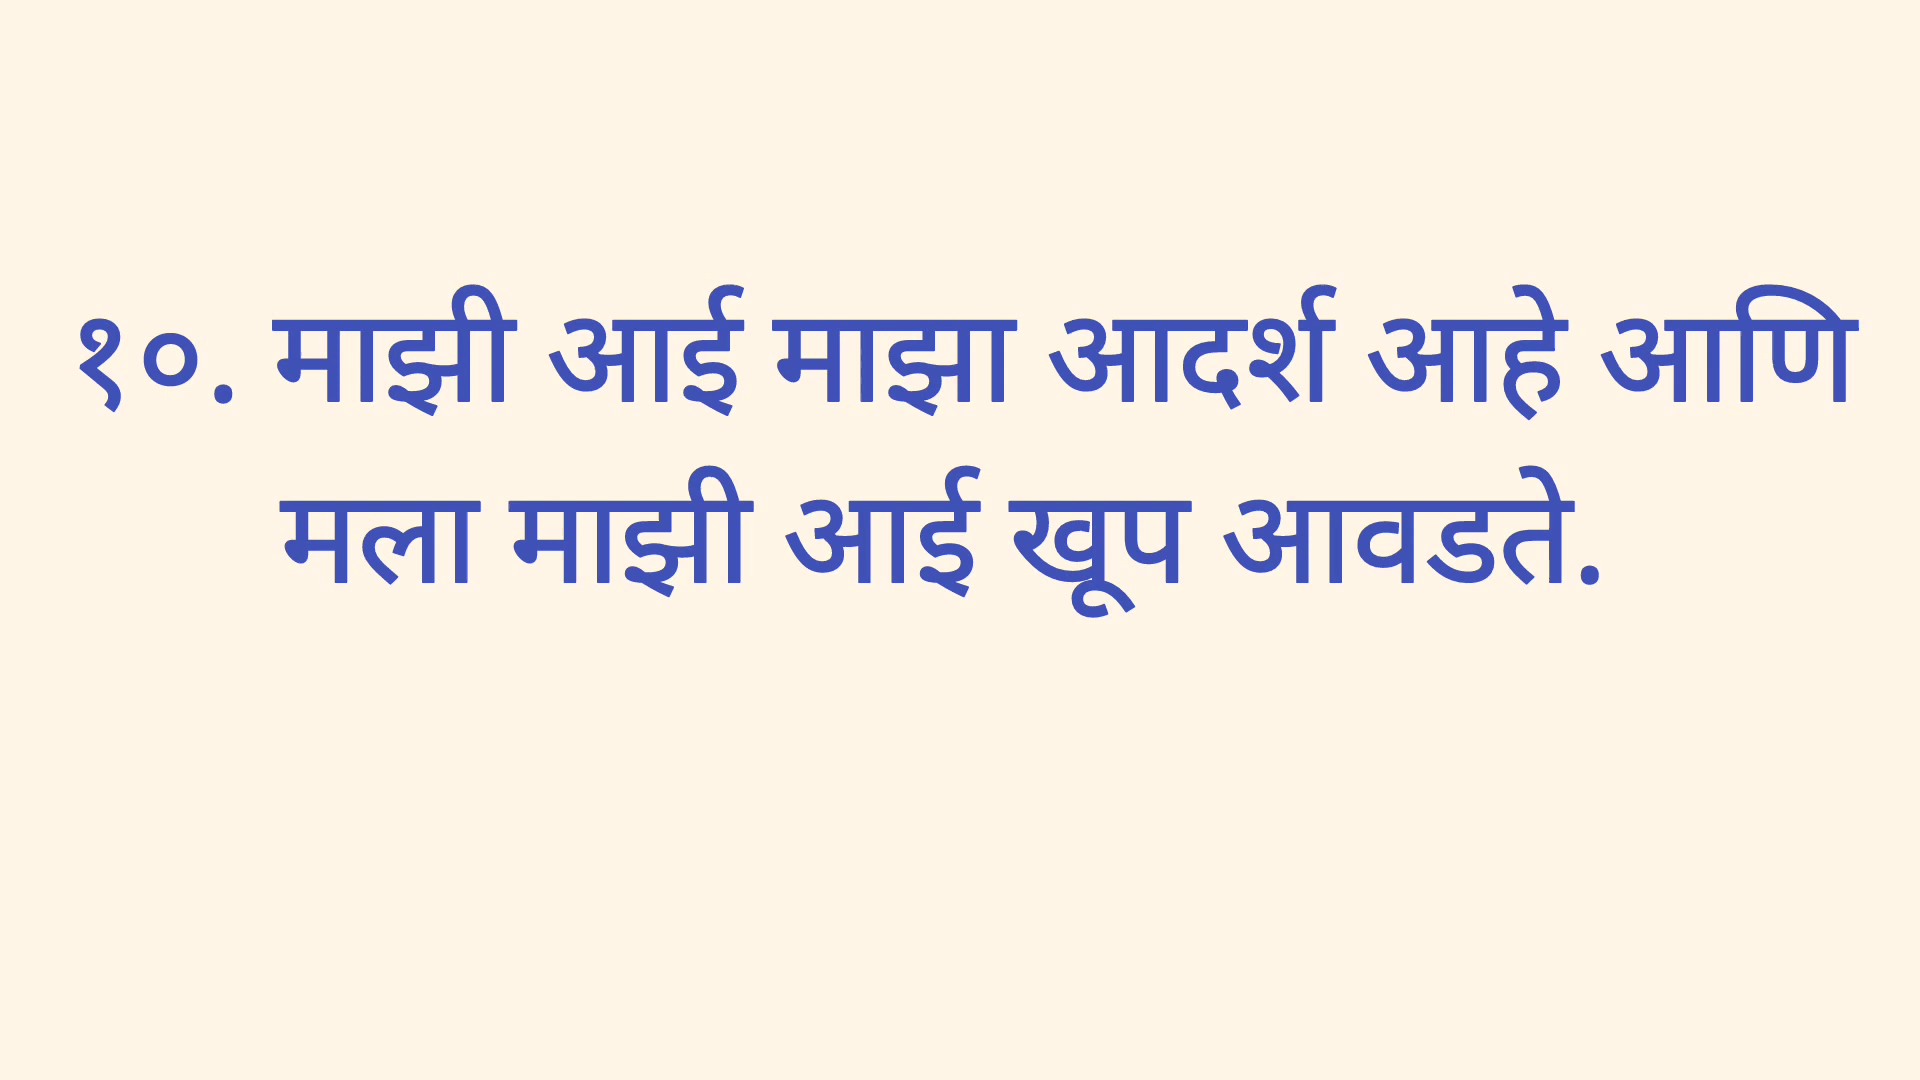 १०. माझी आई माझा आदर्श आहे आणि
मला माझी आई खूप आवडते.